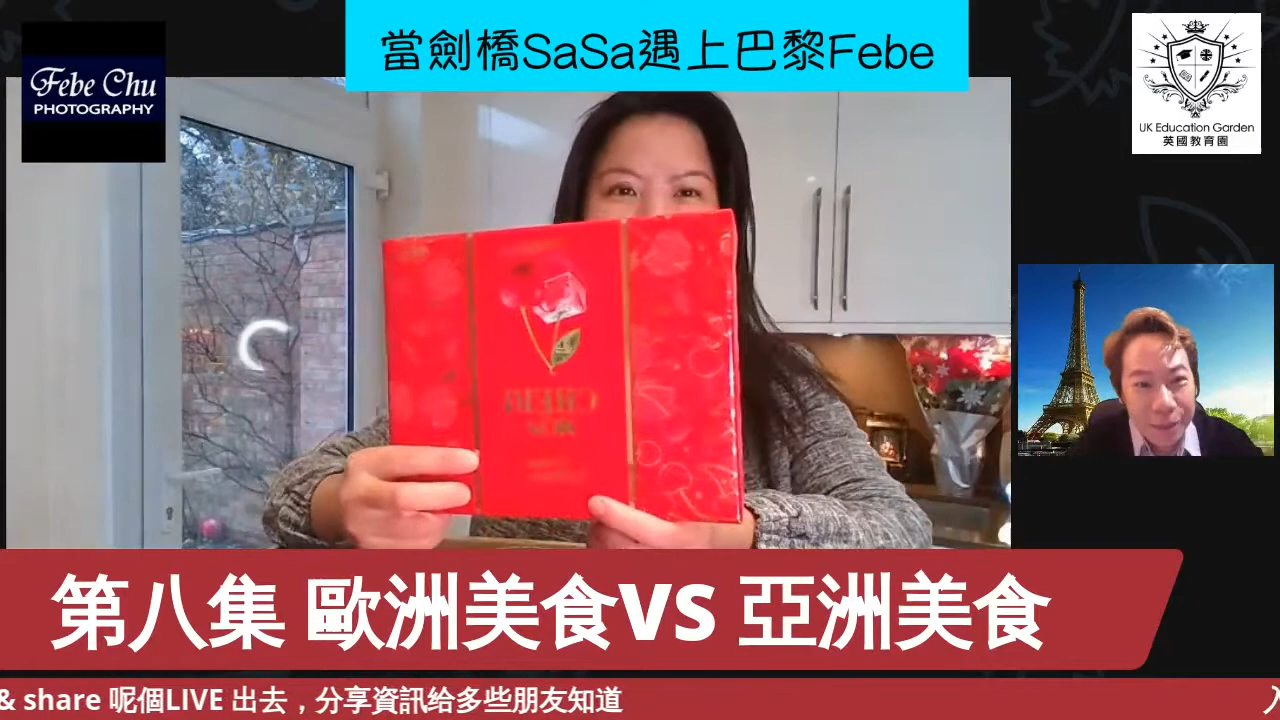 當劍橋SaSa遇上巴黎Febe
Febe Chu
PHOTOGRAPHY
UK Education Garden
英國教育園
第八集 歐洲美食VS 亞洲美食
& share 呢個LIVE 出去，分享資訊给多些朋友知道